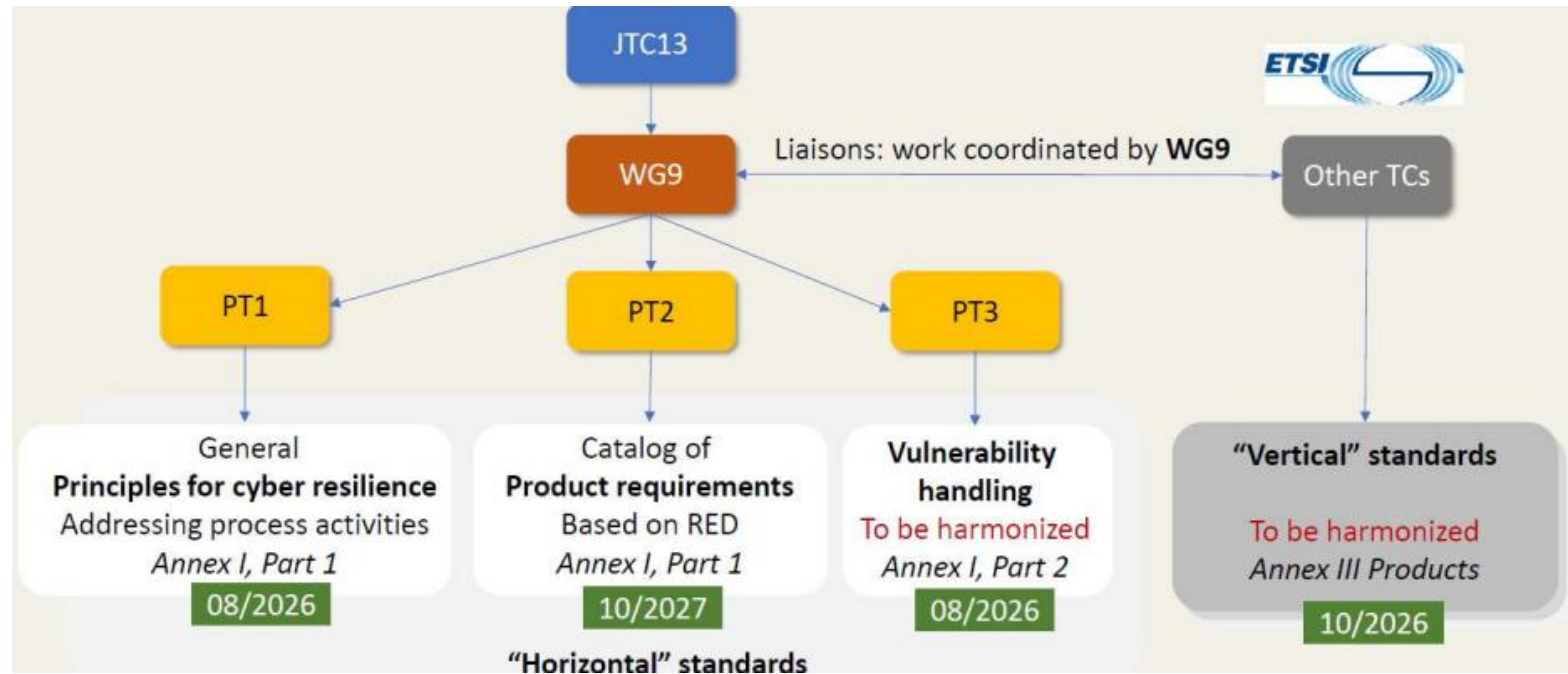 JTC13
ETSI
WG9
Liaisons: work coordinated by WG9
Other TCs
PT1
PT2
PT3
General
Principles for cyber resilience
Addressing process activities
Annex I, Part 1
08/2026
Catalog of
Product requirements
Based on RED
Annex I, Part 1
10/2027
Vulnerability
handling
To be harmonized
Annex I, Part 2
08/2026
“Vertical” standards
To be harmonized
Annex III Products
10/2026
“Horizontal” standards